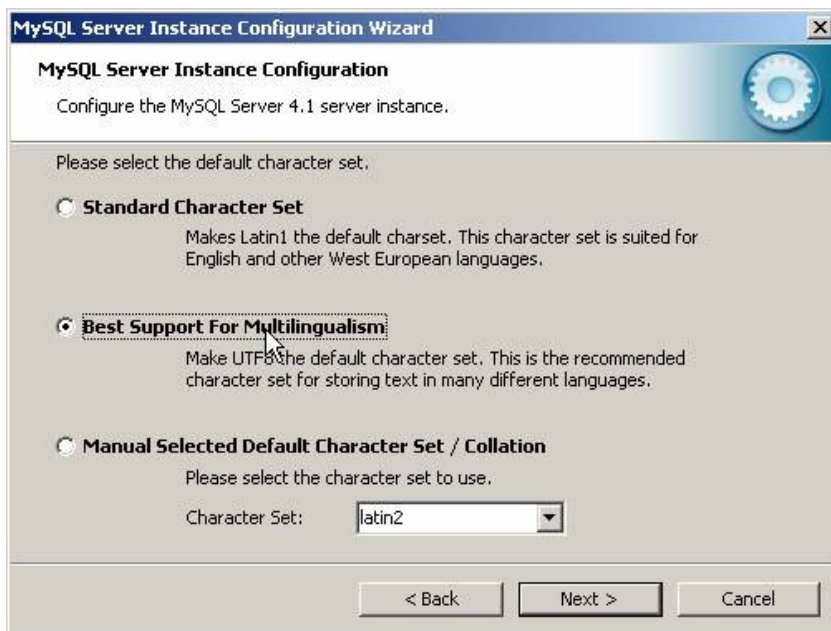 MySQL Server Instance Configuration Wizard
MySQL Server Instance Configuration
Configure the MySQL Server 4.1 server instance.
Please select the default character set.
Standard Character Set
Makes Latin1 the default charset. This character set is suited for
English and other West European languages.
Best Support For Multilingualism
Make UTF8 the default character set. This is the recommended
character set for storing text in many different languages.
Manual Selected Default Character Set / Collation
Please select the character set to use.
Character Set: latin2
< Back Next > Cancel